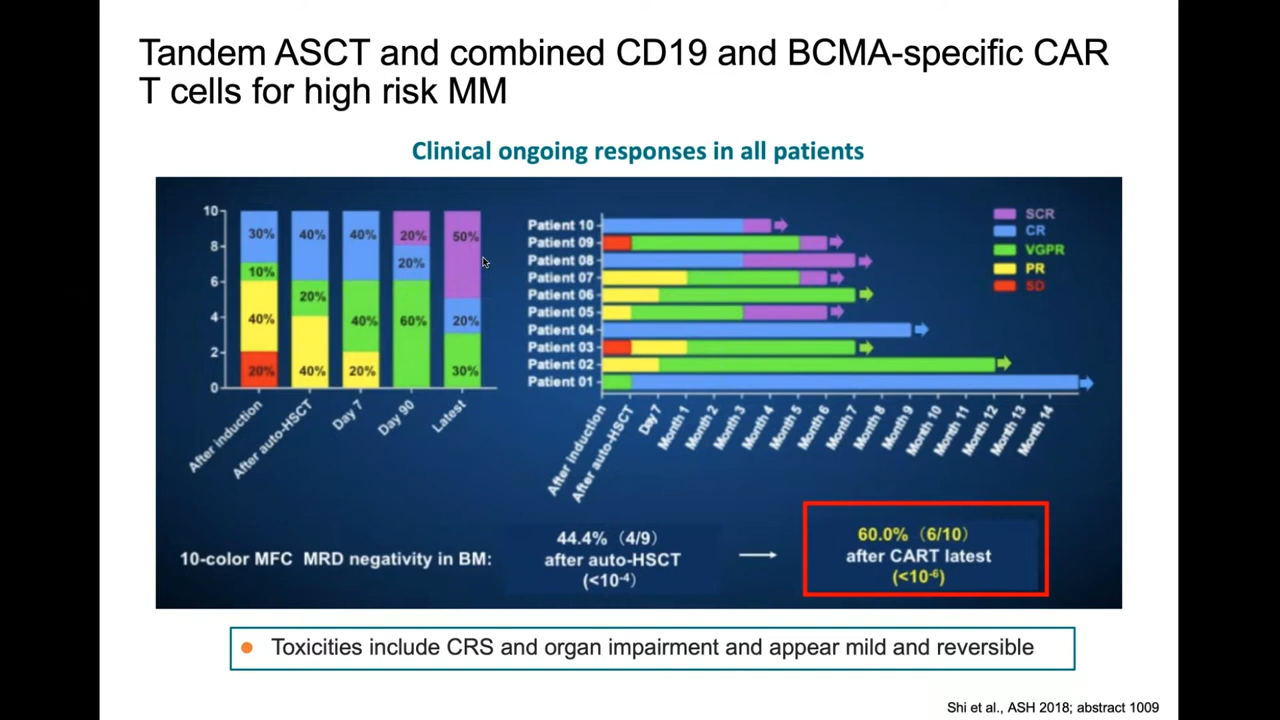 Tandem ASCT and combined CD19 and BCMA-specific CAR
T cells for high risk MM
Clinical ongoing responses in all patients
10
8
6
4
2
0
30%
10%
40%
20%
40%
20%
40%
40%
40%
20%
20%
20%
60%
50%
20%
30%
After induction
After auto-HSCT
Day 7
Day 90
Latest
Patient 10
Patient 09
Patient 08
Patient 07
Patient 06
Patient 05
Patient 04
Patient 03
Patient 02
Patient 01
After induction
After auto-HSCT
Day 7
Month 1
Month 2
Month 3
Month 4
Month 5
Month 6
Month 7
Month 8
Month 9
Month 10
Month 11
Month 12
Month 13
Month 14
SCR
CR
VGPR
PR
SD
10-color MFC MRD negativity in BM:
44.4%（4/9）
after auto-HSCT
(<10⁻⁴)
60.0%（6/10）
after CART latest
(<10⁻⁶)
Toxicities include CRS and organ impairment and appear mild and reversible
Shi et al., ASH 2018; abstract 1009